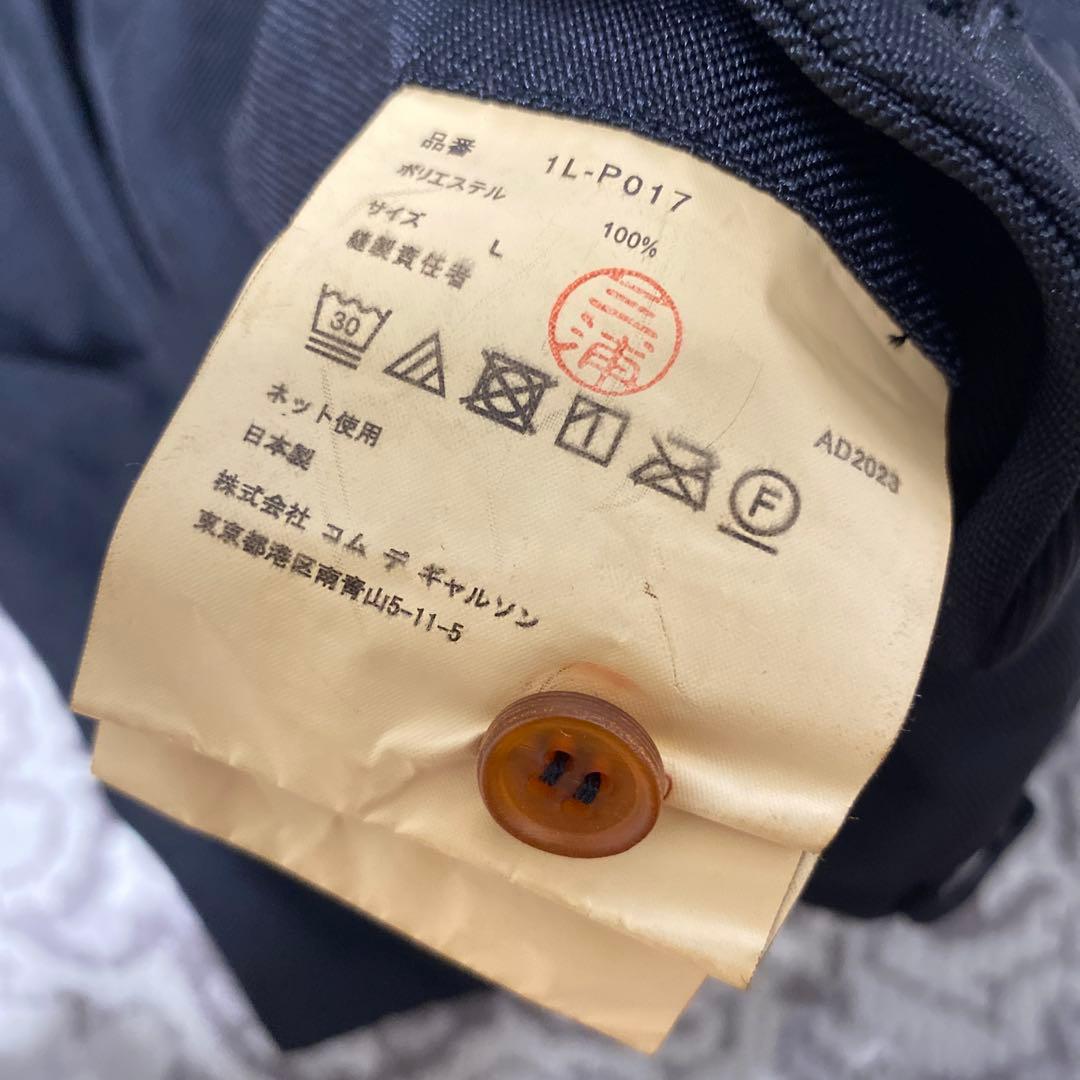 品番 1L-P017
ポリエステル 100%
サイズ L
縫製責任者
三浦
30
F
AD2023
ネット使用
日本製
株式会社 コム デ ギャルソン
東京都港区南青山5-11-5